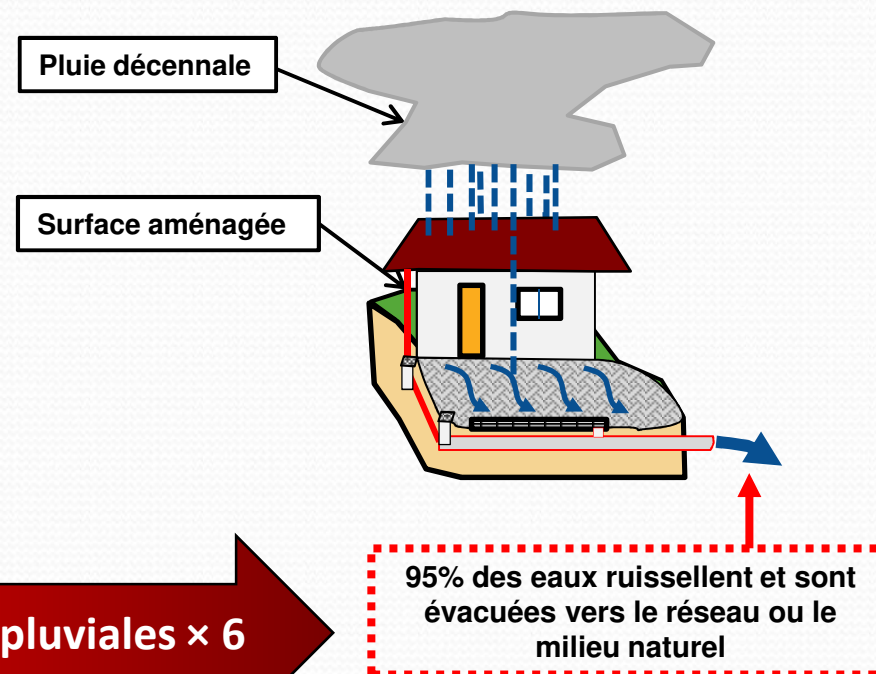 Pluie décennale
Surface aménagée
pluviales × 6
95% des eaux ruissellent et sont
évacuées vers le réseau ou le
milieu naturel